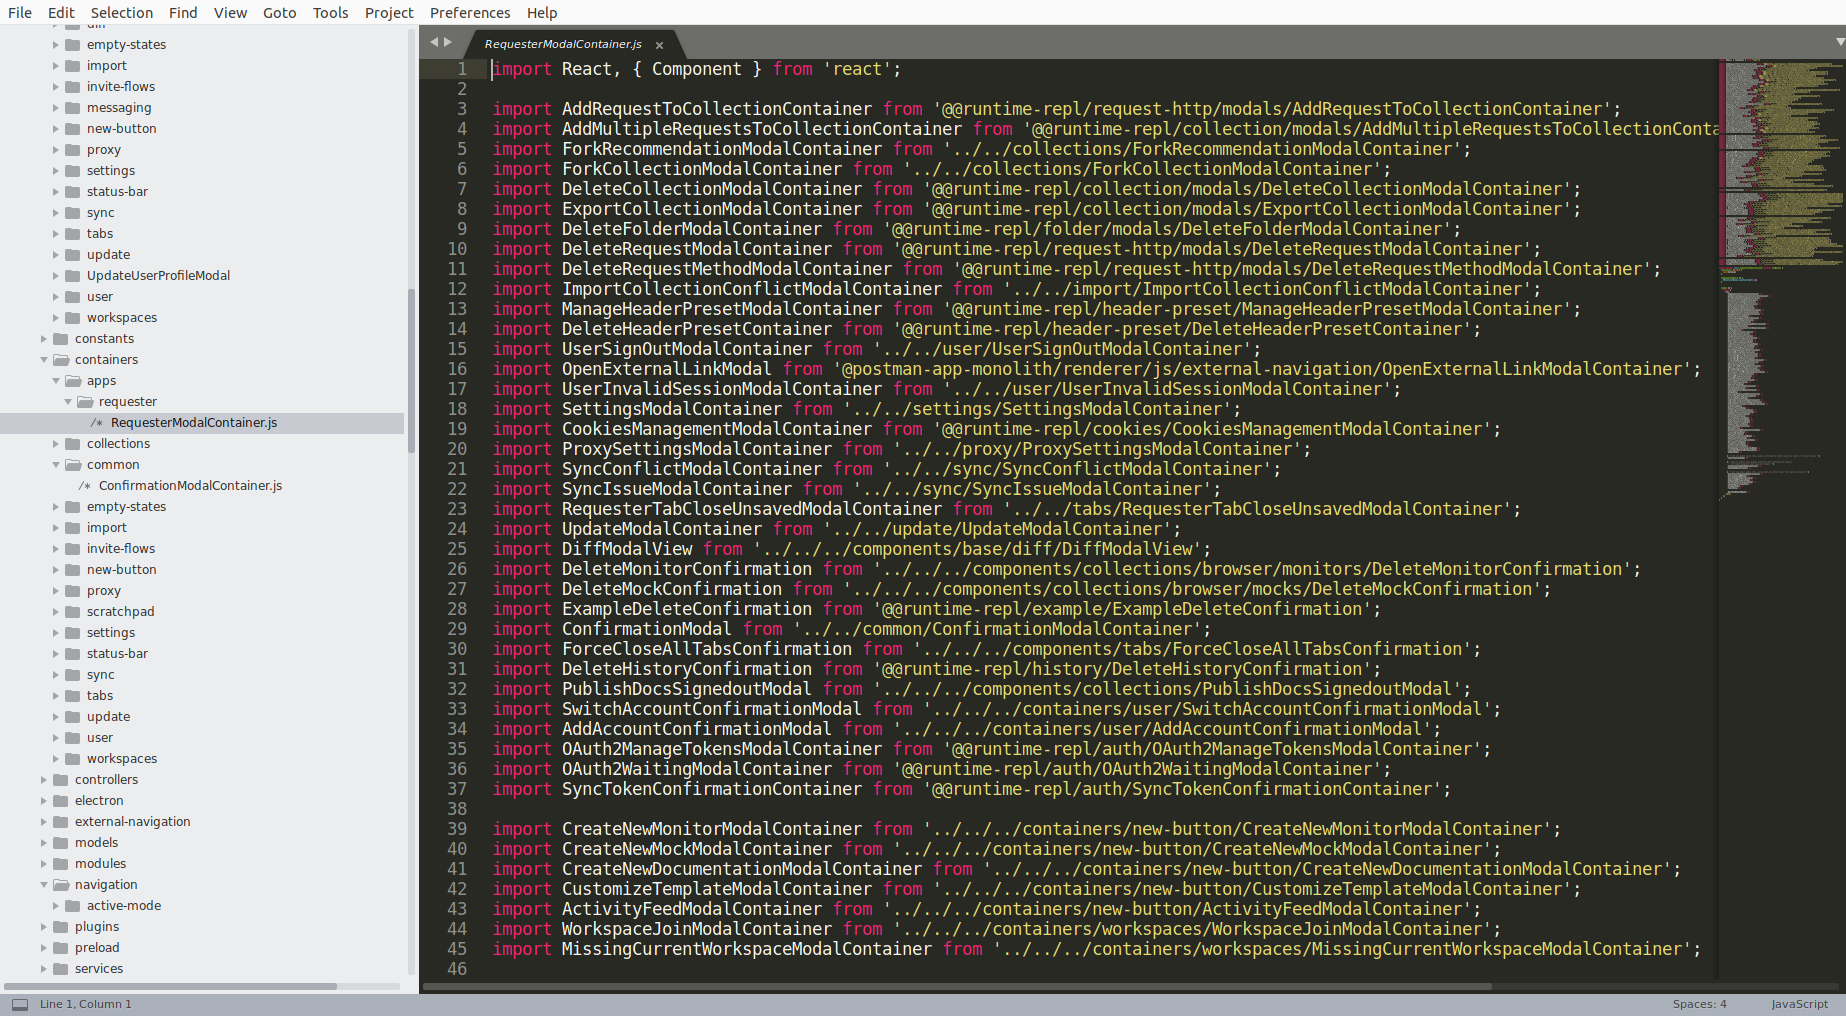 File Edit Selection Find View Goto Tools Project Preferences Help
empty-states
import
invite-flows
messaging
new-button
proxy
settings
status-bar
sync
tabs
update
UpdateUserProfileModal
user
workspaces
constants
containers
apps
requester
/* RequesterModalContainer.js
collections
common
/* ConfirmationModalContainer.js
empty-states
import
invite-flows
new-button
proxy
scratchpad
settings
status-bar
sync
tabs
update
user
workspaces
controllers
electron
external-navigation
models
modules
navigation
active-mode
plugins
preload
services
RequesterModalContainer.js ×
1 import React, { Component } from 'react';
2
3 import AddRequestToCollectionContainer from '@@runtime-repl/request-http/modals/AddRequestToCollectionContainer';
4 import AddMultipleRequestsToCollectionContainer from '@@runtime-repl/collection/modals/AddMultipleRequestsToCollectionConta
5 import ForkRecommendationModalContainer from '../../collections/ForkRecommendationModalContainer';
6 import ForkCollectionModalContainer from '../../collections/ForkCollectionModalContainer';
7 import DeleteCollectionModalContainer from '@@runtime-repl/collection/modals/DeleteCollectionModalContainer';
8 import ExportCollectionModalContainer from '@@runtime-repl/collection/modals/ExportCollectionModalContainer';
9 import DeleteFolderModalContainer from '@@runtime-repl/folder/modals/DeleteFolderModalContainer';
10 import DeleteRequestModalContainer from '@@runtime-repl/request-http/modals/DeleteRequestModalContainer';
11 import DeleteRequestMethodModalContainer from '@@runtime-repl/request-http/modals/DeleteRequestMethodModalContainer';
12 import ImportCollectionConflictModalContainer from '../../import/ImportCollectionConflictModalContainer';
13 import ManageHeaderPresetModalContainer from '@@runtime-repl/header-preset/ManageHeaderPresetModalContainer';
14 import DeleteHeaderPresetContainer from '@@runtime-repl/header-preset/DeleteHeaderPresetContainer';
15 import UserSignOutModalContainer from '../../user/UserSignOutModalContainer';
16 import OpenExternalLinkModal from '@postman-app-monolith/renderer/js/external-navigation/OpenExternalLinkModalContainer';
17 import UserInvalidSessionModalContainer from '../../user/UserInvalidSessionModalContainer';
18 import SettingsModalContainer from '../../settings/SettingsModalContainer';
19 import CookiesManagementModalContainer from '@@runtime-repl/cookies/CookiesManagementModalContainer';
20 import ProxySettingsModalContainer from '../../proxy/ProxySettingsModalContainer';
21 import SyncConflictModalContainer from '../../sync/SyncConflictModalContainer';
22 import SyncIssueModalContainer from '../../sync/SyncIssueModalContainer';
23 import RequesterTabCloseUnsavedModalContainer from '../../tabs/RequesterTabCloseUnsavedModalContainer';
24 import UpdateModalContainer from '../../update/UpdateModalContainer';
25 import DiffModalView from '../../../components/base/diff/DiffModalView';
26 import DeleteMonitorConfirmation from '../../../components/collections/browser/monitors/DeleteMonitorConfirmation';
27 import DeleteMockConfirmation from '../../../components/collections/browser/mocks/DeleteMockConfirmation';
28 import ExampleDeleteConfirmation from '@@runtime-repl/example/ExampleDeleteConfirmation';
29 import ConfirmationModal from '../../common/ConfirmationModalContainer';
30 import ForceCloseAllTabsConfirmation from '../../../components/tabs/ForceCloseAllTabsConfirmation';
31 import DeleteHistoryConfirmation from '@@runtime-repl/history/DeleteHistoryConfirmation';
32 import PublishDocsSignedoutModal from '../../../components/collections/PublishDocsSignedoutModal';
33 import SwitchAccountConfirmationModal from '../../../containers/user/SwitchAccountConfirmationModal';
34 import AddAccountConfirmationModal from '../../../containers/user/AddAccountConfirmationModal';
35 import OAuth2ManageTokensModalContainer from '@@runtime-repl/auth/OAuth2ManageTokensModalContainer';
36 import OAuth2WaitingModalContainer from '@@runtime-repl/auth/OAuth2WaitingModalContainer';
37 import SyncTokenConfirmationContainer from '@@runtime-repl/auth/SyncTokenConfirmationContainer';
38
39 import CreateNewMonitorModalContainer from '../../../containers/new-button/CreateNewMonitorModalContainer';
40 import CreateNewMockModalContainer from '../../../containers/new-button/CreateNewMockModalContainer';
41 import CreateNewDocumentationModalContainer from '../../../containers/new-button/CreateNewDocumentationModalContainer';
42 import CustomizeTemplateModalContainer from '../../../containers/new-button/CustomizeTemplateModalContainer';
43 import ActivityFeedModalContainer from '../../../containers/new-button/ActivityFeedModalContainer';
44 import WorkspaceJoinModalContainer from '../../../containers/workspaces/WorkspaceJoinModalContainer';
45 import MissingCurrentWorkspaceModalContainer from '../../../containers/workspaces/MissingCurrentWorkspaceModalContainer';
46
Line 1, Column 1 Spaces: 4 JavaScript